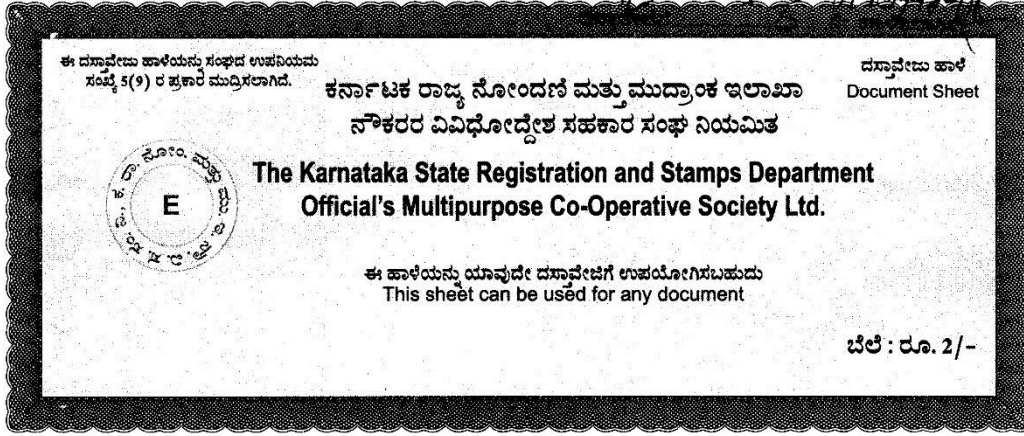 ಈ ದಸ್ತಾವೇಜು ಹಾಳೆಯನ್ನು ಸಂಘದ ಉಪನಿಯಮ
ಸಂಖ್ಯೆ 5(9) ರ ಪ್ರಕಾರ ಮುದ್ರಿಸಲಾಗಿದೆ.
ದಸ್ತಾವೇಜು ಹಾಳೆ
Document Sheet
ಕರ್ನಾಟಕ ರಾಜ್ಯ ನೋಂದಣಿ ಮತ್ತು ಮುದ್ರಾಂಕ ಇಲಾಖಾ
ನೌಕರರ ವಿವಿಧೋದ್ದೇಶ ಸಹಕಾರ ಸಂಘ ನಿಯಮಿತ
E
The Karnataka State Registration and Stamps Department
Official's Multipurpose Co-Operative Society Ltd.
ಈ ಹಾಳೆಯನ್ನು ಯಾವುದೇ ದಸ್ತಾವೇಜಿಗೆ ಉಪಯೋಗಿಸಬಹುದು
This sheet can be used for any document
ಬೆಲೆ : ರೂ. 2/-